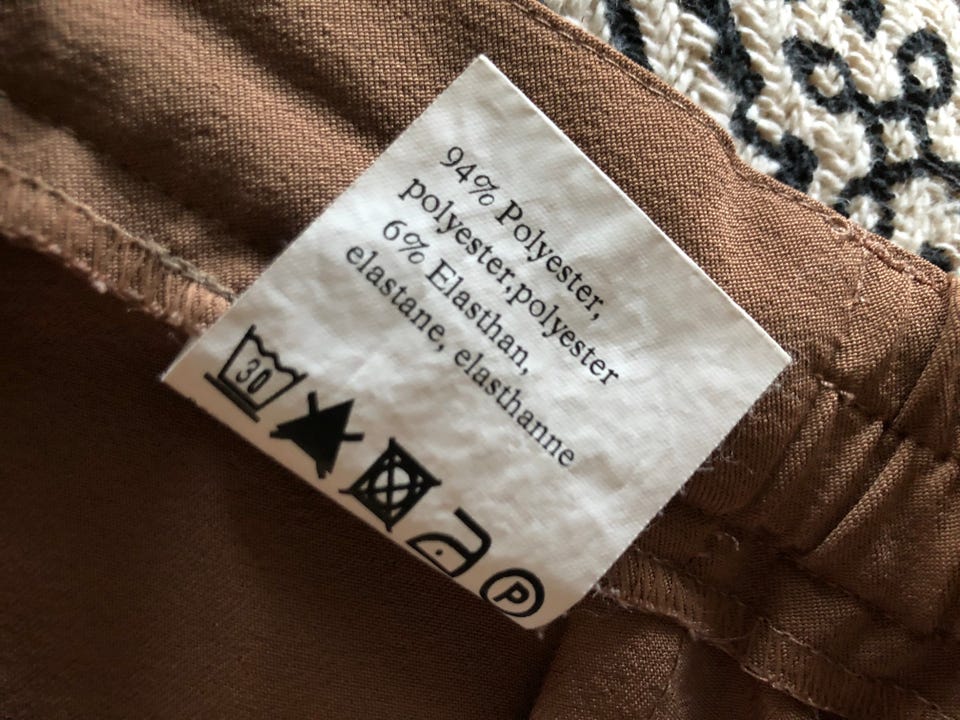 94% Polyester,
polyester,polyester
6% Elasthan,
elastane, elasthanne
30
P